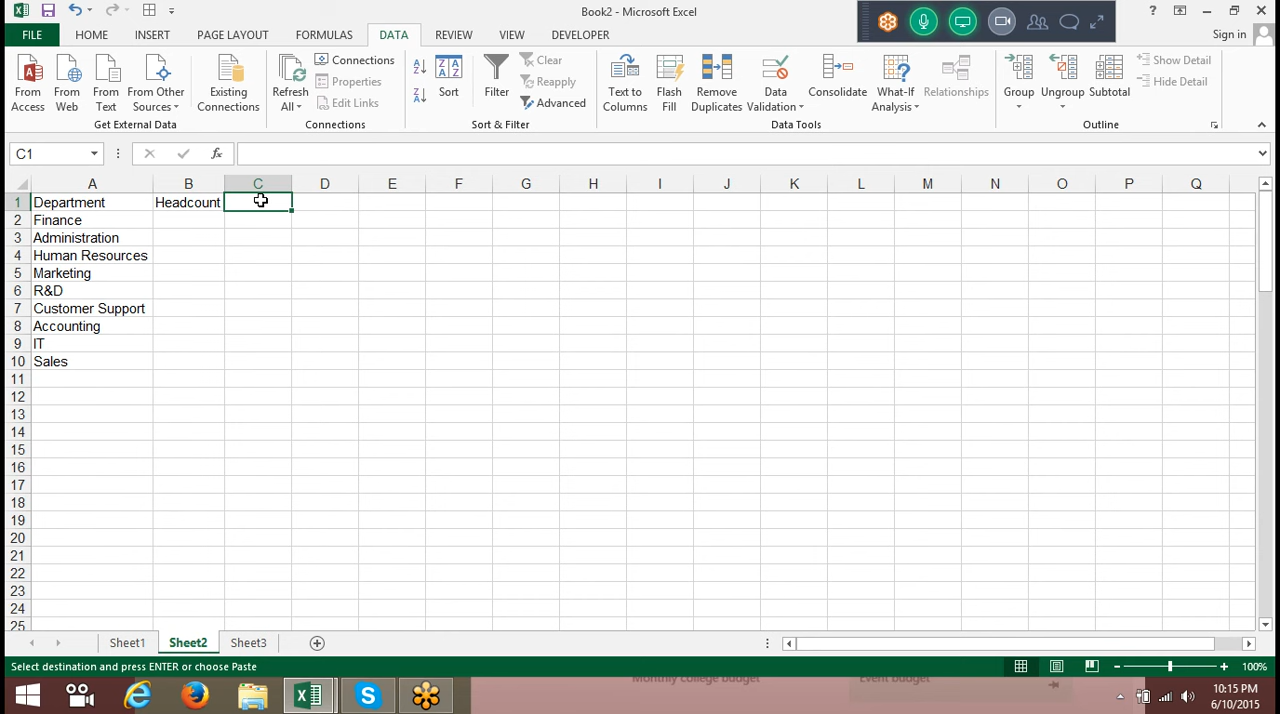 Book2 - Microsoft Excel
?
FILE HOME INSERT PAGE LAYOUT FORMULAS DATA REVIEW VIEW DEVELOPER Sign in
From Access
From Web
From Text
From Other Sources
Existing Connections
Get External Data
Refresh All
Connections
Properties
Edit Links
Connections
A Z
Z A
Sort
Filter
Clear
Reapply
Advanced
Sort & Filter
Text to Columns
Flash Fill
Remove Duplicates
Data Validation
Consolidate
What-If Analysis
Relationships
Data Tools
Group
Ungroup
Subtotal
Show Detail
Hide Detail
Outline
C1 fx
A B C D E F G H I J K L M N O P Q
1 Department Headcount
2 Finance
3 Administration
4 Human Resources
5 Marketing
6 R&D
7 Customer Support
8 Accounting
9 IT
10 Sales
11
12
13
14
15
16
17
18
19
20
21
22
23
24
25
Sheet1 Sheet2 Sheet3
Select destination and press ENTER or choose Paste 100%
Monthly college budget Event budget
10:15 PM
6/10/2015